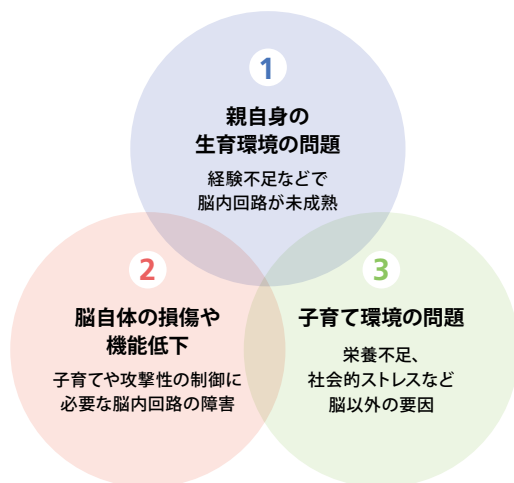 1
親自身の
生育環境の問題
経験不足などで
脳内回路が未成熟
2
脳自体の損傷や
機能低下
子育てや攻撃性の制御に
必要な脳内回路の障害
3
子育て環境の問題
栄養不足、
社会的ストレスなど
脳以外の要因